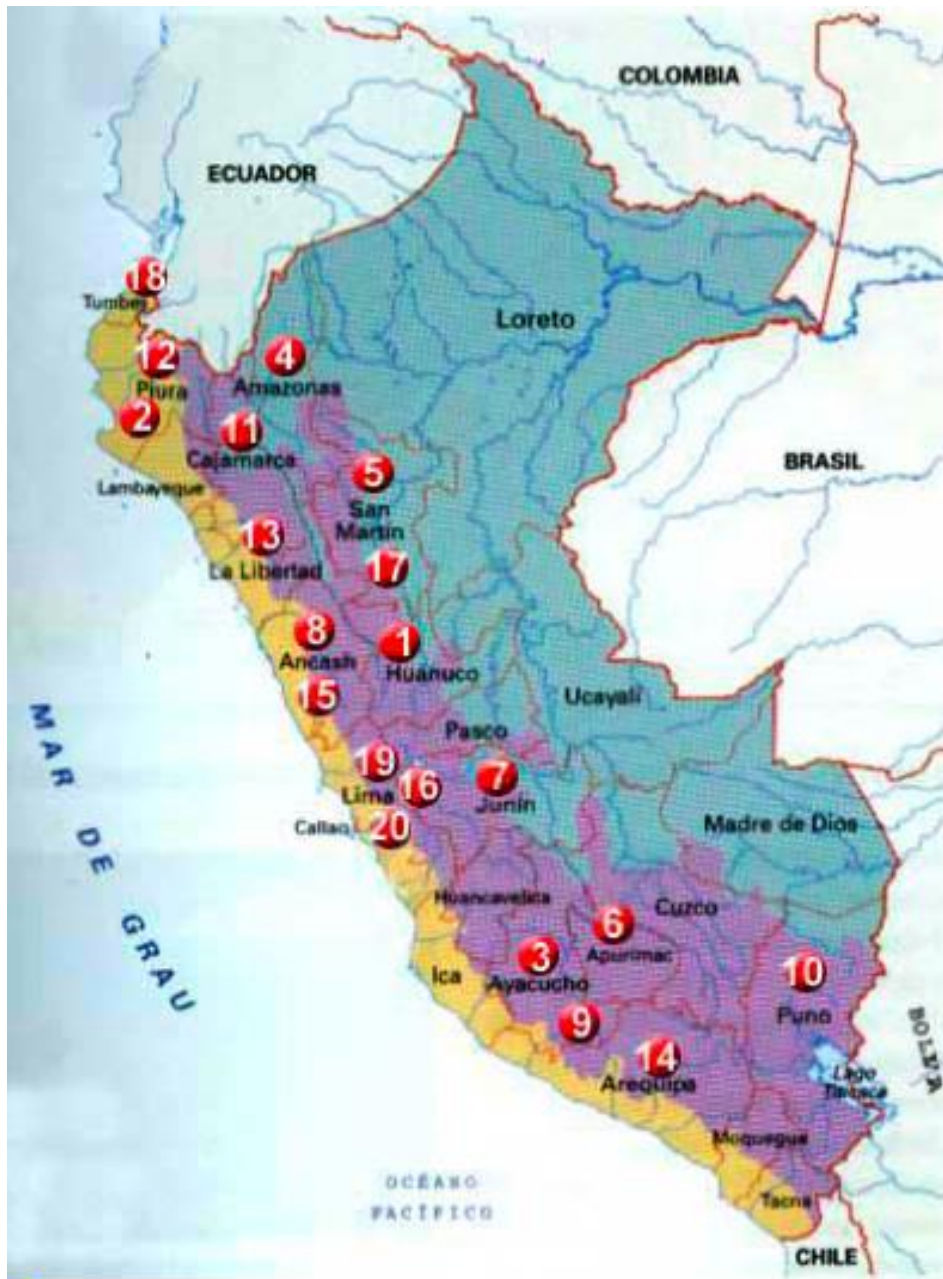 COLOMBIA
ECUADOR
18
Tumbes
Loreto
12
4
Piura
Amazonas
2
11
Cajamarca
5
BRASIL
Lambayeque
San
Martín
13
La Libertad
17
8
1
Ancash
Huánuco
15
Ucayali
Pasco
MAR DE GRAU
19
16
7
Lima
Junín
Callao
20
Madre de Dios
Huancavelica
Cuzco
6
3
Apurimac
10
Ica
Ayacucho
9
Puno
14
BOLVA
Arequipa
Lago
Titicaca
Moquegua
OCÉANO
PACÍFICO
Tacna
CHILE